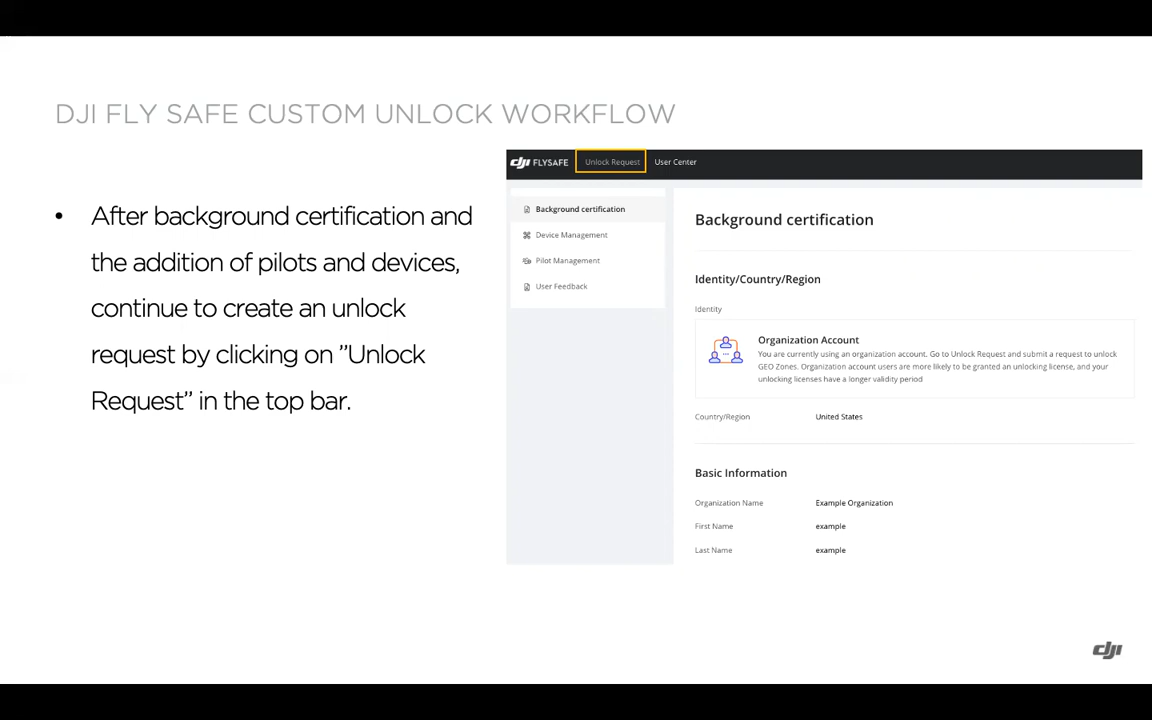 DJI FLY SAFE CUSTOM UNLOCK WORKFLOW
• After background certification and
the addition of pilots and devices,
continue to create an unlock
request by clicking on ”Unlock
Request” in the top bar.
dji FLYSAFE Unlock Request User Center
Background certification
Device Management
Pilot Management
User Feedback
Background certification
Identity/Country/Region
Identity
Organization Account
You are currently using an organization account. Go to Unlock Request and submit a request to unlock
GEO Zones. Organization account users are more likely to be granted an unlocking license, and your
unlocking licenses have a longer validity period
Country/Region United States
Basic Information
Organization Name Example Organization
First Name example
Last Name example
dji